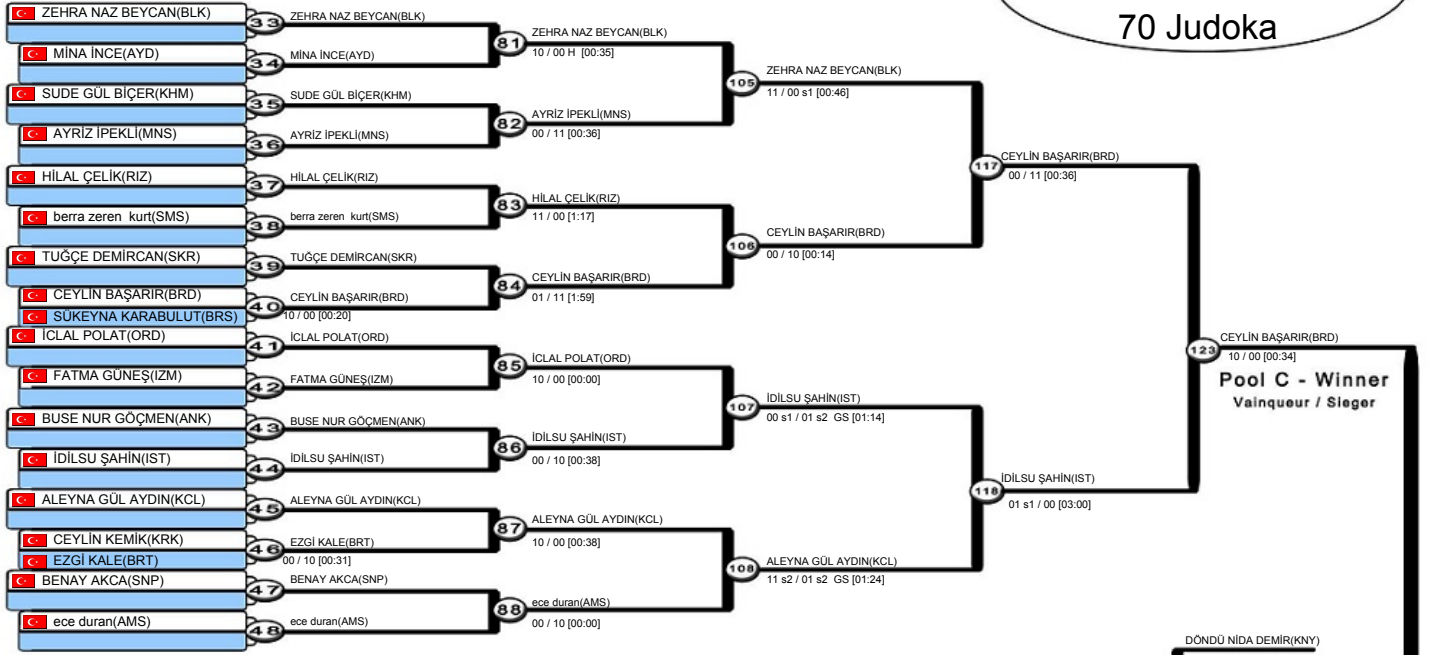 70 Judoka
ZEHRA NAZ BEYCAN(BLK)
MİNA İNCE(AYD)
SUDE GÜL BİÇER(KHM)
AYRİZ İPEKLİ(MNS)
HİLAL ÇELİK(RIZ)
berra zeren kurt(SMS)
TUĞÇE DEMİRCAN(SKR)
CEYLİN BAŞARIR(BRD)
SÜKEYNA KARABULUT(BRS)
İCLAL POLAT(ORD)
FATMA GÜNEŞ(IZM)
BUSE NUR GÖÇMEN(ANK)
İDİLSU ŞAHİN(IST)
ALEYNA GÜL AYDIN(KCL)
CEYLİN KEMİK(KRK)
EZGİ KALE(BRT)
BENAY AKCA(SNP)
ece duran(AMS)
33 ZEHRA NAZ BEYCAN(BLK)
34 MİNA İNCE(AYD)
35 SUDE GÜL BİÇER(KHM)
36 AYRİZ İPEKLİ(MNS)
37 HİLAL ÇELİK(RIZ)
38 berra zeren kurt(SMS)
39 TUĞÇE DEMİRCAN(SKR)
40 CEYLİN BAŞARIR(BRD)
10 / 00 [00:20]
41 İCLAL POLAT(ORD)
42 FATMA GÜNEŞ(IZM)
43 BUSE NUR GÖÇMEN(ANK)
44 İDİLSU ŞAHİN(IST)
45 ALEYNA GÜL AYDIN(KCL)
46 EZGİ KALE(BRT)
00 / 10 [00:31]
47 BENAY AKCA(SNP)
48 ece duran(AMS)
81 ZEHRA NAZ BEYCAN(BLK)
10 / 00 H [00:35]
82 AYRİZ İPEKLİ(MNS)
00 / 11 [00:36]
83 HİLAL ÇELİK(RIZ)
11 / 00 [1:17]
84 CEYLİN BAŞARIR(BRD)
01 / 11 [1:59]
85 İCLAL POLAT(ORD)
10 / 00 [00:00]
86 İDİLSU ŞAHİN(IST)
00 / 10 [00:38]
87 ALEYNA GÜL AYDIN(KCL)
10 / 00 [00:38]
88 ece duran(AMS)
00 / 10 [00:00]
105 ZEHRA NAZ BEYCAN(BLK)
11 / 00 s1 [00:46]
106 CEYLİN BAŞARIR(BRD)
00 / 10 [00:14]
107 İDİLSU ŞAHİN(IST)
00 s1 / 01 s2 GS [01:14]
108 ALEYNA GÜL AYDIN(KCL)
11 s2 / 01 s2 GS [01:24]
117 CEYLİN BAŞARIR(BRD)
00 / 11 [00:36]
118 İDİLSU ŞAHİN(IST)
01 s1 / 00 [03:00]
123 CEYLİN BAŞARIR(BRD)
10 / 00 [00:34]
Pool C - Winner
Vainqueur / Sieger
DÖNDÜ NİDA DEMİR(KNY)